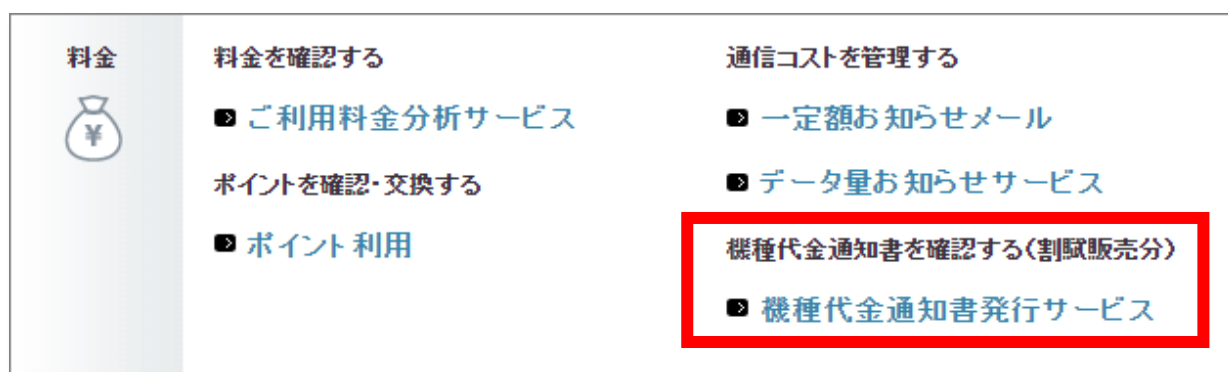 料金
¥
料金を確認する
ご利用料金分析サービス
ポイントを確認・交換する
ポイント利用
通信コストを管理する
一定額お知らせメール
データ量お知らせサービス
機種代金通知書を確認する(割賦販売分)
機種代金通知書発行サービス